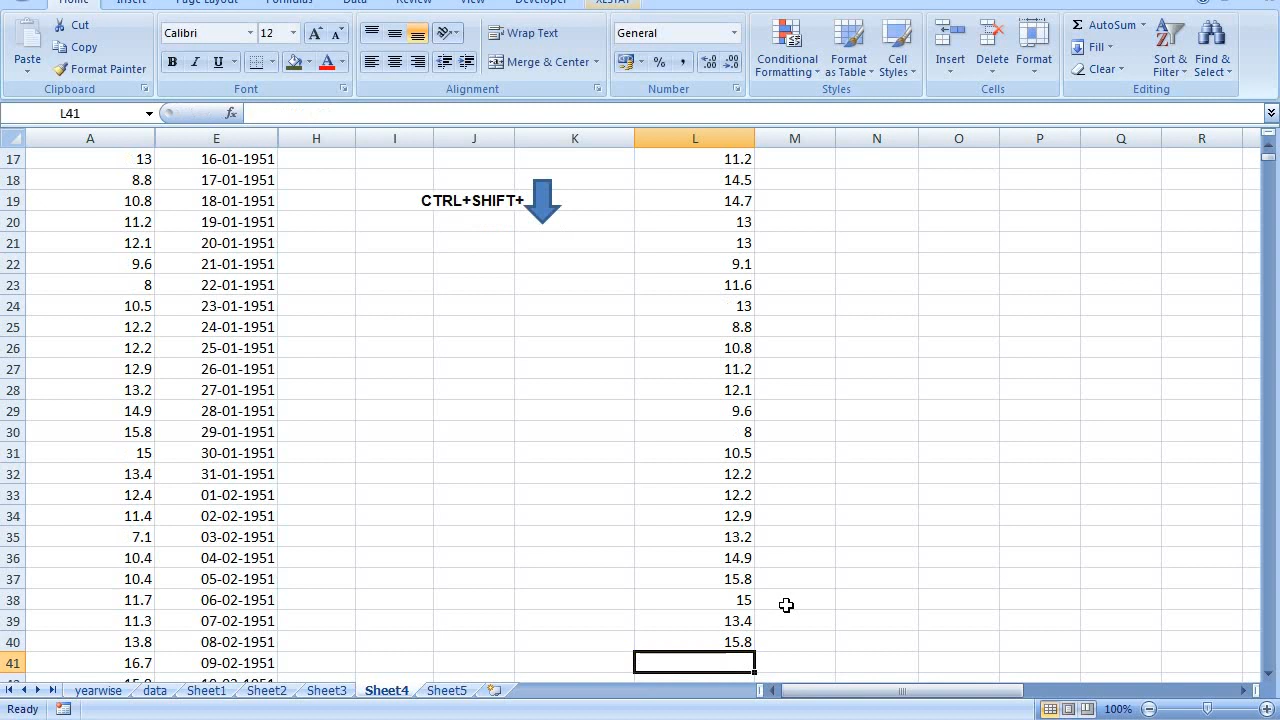 Home Insert Page Layout Formulas Data Review View Developer XLSTAT
Cut Calibri 12 Wrap Text General AutoSum
Copy Fill
Paste Format Painter Merge & Center Conditional Formatting Format as Table Cell Styles Insert Delete Format Clear Sort & Filter Find & Select
Clipboard Font Alignment Number Styles Cells Editing
L41 fx
A E H I J K L M N O P Q R
17 13 16-01-1951 11.2
18 8.8 17-01-1951 14.5
19 10.8 18-01-1951 CTRL+SHIFT+ 14.7
20 11.2 19-01-1951 13
21 12.1 20-01-1951 13
22 9.6 21-01-1951 9.1
23 8 22-01-1951 11.6
24 10.5 23-01-1951 13
25 12.2 24-01-1951 8.8
26 12.2 25-01-1951 10.8
27 12.9 26-01-1951 11.2
28 13.2 27-01-1951 12.1
29 14.9 28-01-1951 9.6
30 15.8 29-01-1951 8
31 15 30-01-1951 10.5
32 13.4 31-01-1951 12.2
33 12.4 01-02-1951 12.2
34 11.4 02-02-1951 12.9
35 7.1 03-02-1951 13.2
36 10.4 04-02-1951 14.9
37 10.4 05-02-1951 15.8
38 11.7 06-02-1951 15
39 11.3 07-02-1951 13.4
40 13.8 08-02-1951 15.8
41 16.7 09-02-1951
yearwise data Sheet1 Sheet2 Sheet3 Sheet4 Sheet5
Ready 100%